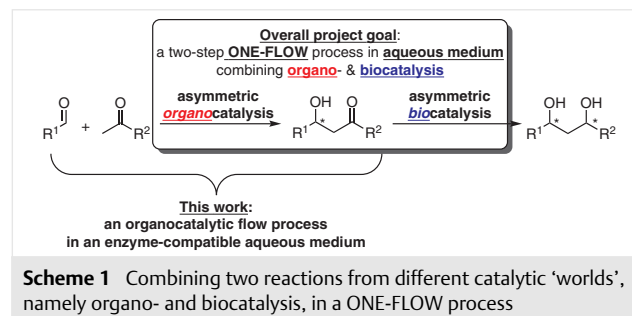 Overall project goal:
a two-step ONE-FLOW process in aqueous medium
combining organo- & biocatalysis
O
R1
+
O
R2
asymmetric
organocatalysis
OH
O
R1
*
R2
asymmetric
biocatalysis
OH
OH
R1
*
*
R2
This work:
an organocatalytic flow process
in an enzyme-compatible aqueous medium
Scheme 1 Combining two reactions from different catalytic ‘worlds’,
namely organo- and biocatalysis, in a ONE-FLOW process